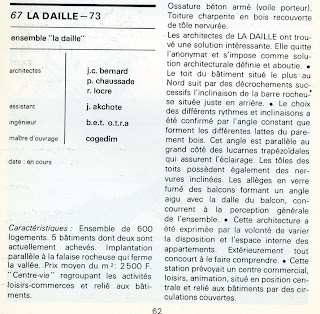 67 LA DAILLE – 73
ensemble "la daille"
architectes
j.c. bernard
p. chaussade
r. locre
assistant
j. akchote
ingénieur
b.e.t. o.t.r.a
maître d'ouvrage
cogedim
date : en cours
Caractéristiques : Ensemble de 600
logements. 5 bâtiments dont deux sont
actuellement achevés. Implantation
parallèle à la falaise rocheuse qui ferme
la vallée. Prix moyen du m² : 2 500 F.
"Centre-vie" regroupant les activités
loisirs-commerces et relié aux bâti-
ments.
Ossature béton armé (voile porteur).
Toiture charpente en bois recouverte
de tôle nervurée.
Les architectes de LA DAILLE ont trou-
vé une solution intéressante. Elle quitte
l'anonymat et s'impose comme solu-
tion architecturale définie et aboutie. •
Le toit du bâtiment situé le plus au
Nord suit par des décrochements suc-
cessifs l'inclinaison de la barre rocheu-
se située juste en arrière. • Le choix
des différents rythmes et inclinaisons a
été confirmé par l'angle constant que
forment les différentes lattes du pare-
ment bois. Cet angle est parallèle au
grand côté des lucarnes trapézoïdales
qui assurent l'éclairage. Les tôles des
toits possèdent également des ner-
vures inclinées. Les allèges en verre
fumé des balcons formant un angle
aigu avec la dalle du balcon, con-
courent à la perception générale
de l'ensemble. • Cette architecture a
été exprimée par la volonté de varier
la disposition et l'espace interne des
appartements. Extérieurement tout
concourt à le faire comprendre. • Cette
station prévoyait un centre commercial,
loisirs, animation, situé en position cen-
trale et relié aux bâtiments par des cir-
culations couvertes.
62